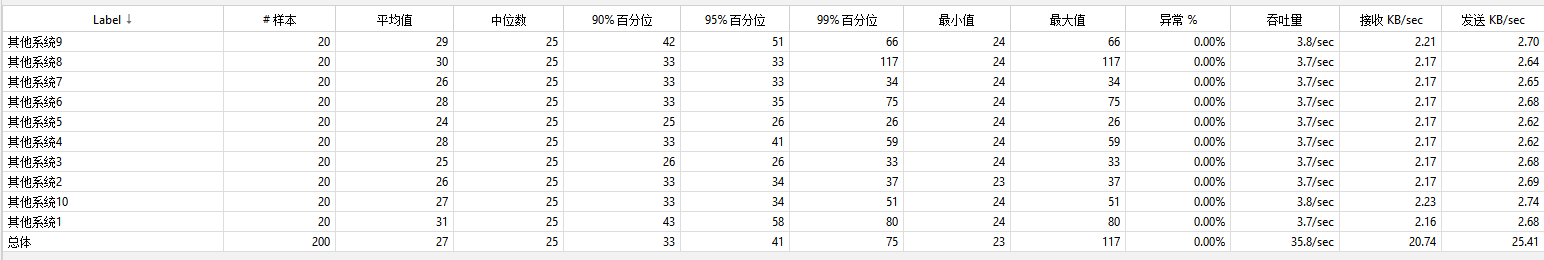 Label ↓ # 样本 平均值 中位数 90% 百分位 95% 百分位 99% 百分位 最小值 最大值 异常 % 吞吐量 接收 KB/sec 发送 KB/sec
其他系统9 20 29 25 42 51 66 24 66 0.00% 3.8/sec 2.21 2.70
其他系统8 20 30 25 33 33 117 24 117 0.00% 3.7/sec 2.17 2.64
其他系统7 20 26 25 33 33 34 24 34 0.00% 3.7/sec 2.17 2.65
其他系统6 20 28 25 33 35 75 24 75 0.00% 3.7/sec 2.17 2.68
其他系统5 20 24 25 25 26 26 24 26 0.00% 3.7/sec 2.17 2.62
其他系统4 20 28 25 33 41 59 24 59 0.00% 3.7/sec 2.17 2.62
其他系统3 20 25 25 26 26 33 24 33 0.00% 3.7/sec 2.17 2.68
其他系统2 20 26 25 33 34 37 23 37 0.00% 3.7/sec 2.17 2.69
其他系统10 20 27 25 33 34 51 24 51 0.00% 3.8/sec 2.23 2.74
其他系统1 20 31 25 43 58 80 24 80 0.00% 3.7/sec 2.16 2.68
总体 200 27 25 33 41 75 23 117 0.00% 35.8/sec 20.74 25.41